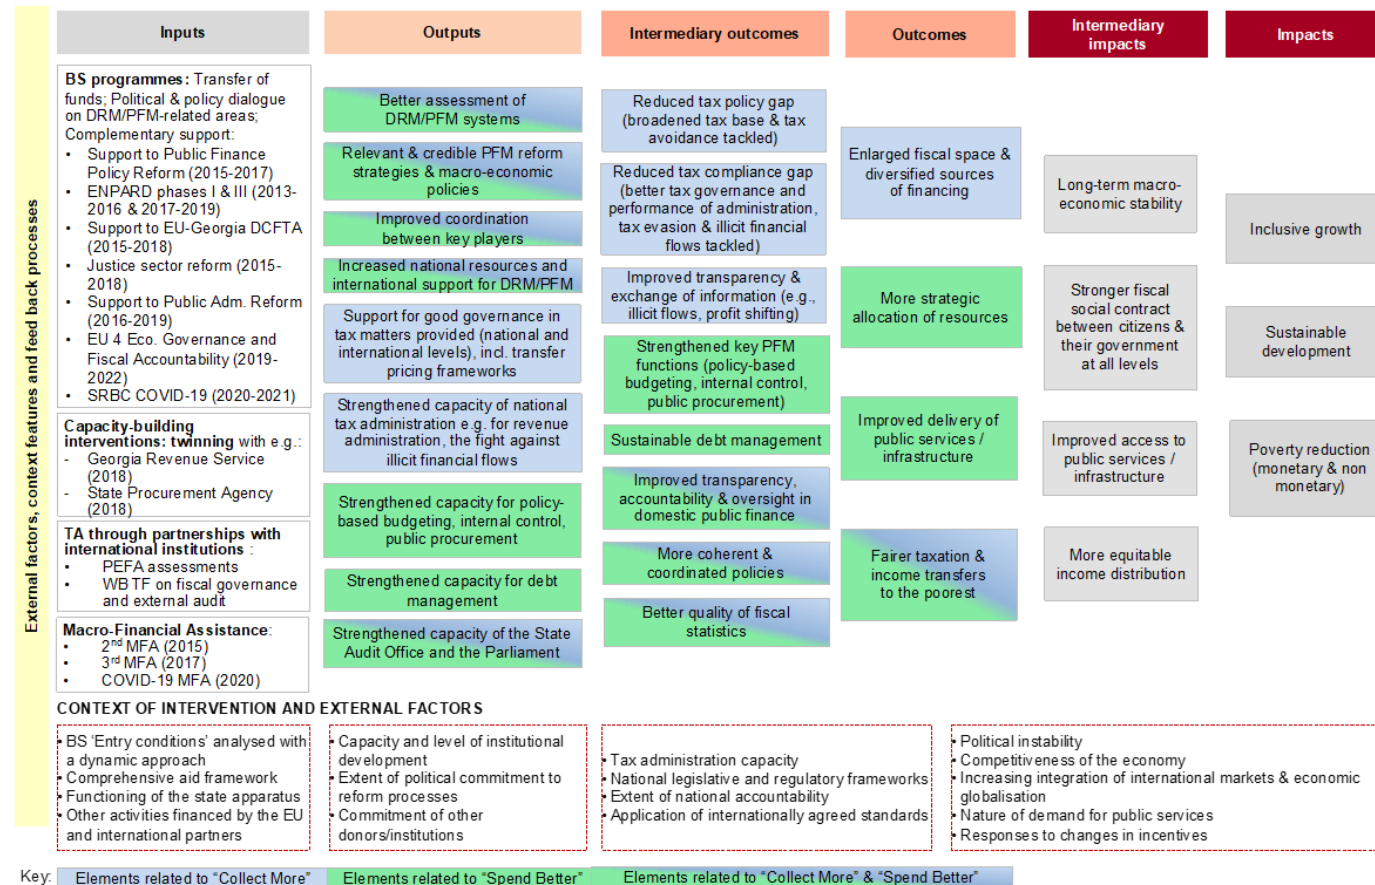 External factors, context features and feed back processes
Inputs
BS programmes: Transfer of
funds; Political & policy dialogue
on DRM/PFM-related areas;
Complementary support:
• Support to Public Finance
Policy Reform (2015-2017)
• ENPARD phases I & III (2013-
2016 & 2017-2019)
• Support to EU-Georgia DCFTA
(2015-2018)
• Justice sector reform (2015-
2018)
• Support to Public Adm. Reform
(2016-2019)
• EU 4 Eco. Governance and
Fiscal Accountability (2019-
2022)
• SRBC COVID-19 (2020-2021)
Capacity-building
interventions: twinning with e.g.:
- Georgia Revenue Service
(2018)
- State Procurement Agency
(2018)
TA through partnerships with
international institutions :
• PEFA assessments
• WB TF on fiscal governance
and external audit
Macro-Financial Assistance:
• 2nd MFA (2015)
• 3rd MFA (2017)
• COVID-19 MFA (2020)
Outputs
Better assessment of
DRM/PFM systems
Relevant & credible PFM reform
strategies & macro-economic
policies
Improved coordination
between key players
Increased national resources and
international support for DRM/PFM
Support for good governance in
tax matters provided (national and
international levels), incl. transfer
pricing frameworks
Strengthened capacity of national
tax administration e.g. for revenue
administration, the fight against
illicit financial flows
Strengthened capacity for policy-
based budgeting, internal control,
public procurement
Strengthened capacity for debt
management
Strengthened capacity of the State
Audit Office and the Parliament
Intermediary outcomes
Reduced tax policy gap
(broadened tax base & tax
avoidance tackled)
Reduced tax compliance gap
(better tax governance and
performance of administration,
tax evasion & illicit financial
flows tackled)
Improved transparency &
exchange of information (e.g.,
illicit flows, profit shifting)
Strengthened key PFM
functions (policy-based
budgeting, internal control,
public procurement)
Sustainable debt management
Improved transparency,
accountability & oversight in
domestic public finance
More coherent &
coordinated policies
Better quality of fiscal
statistics
Outcomes
Enlarged fiscal space &
diversified sources
of financing
More strategic
allocation of resources
Improved delivery of
public services /
infrastructure
Fairer taxation &
income transfers
to the poorest
Intermediary
impacts
Long-term macro-
economic stability
Stronger fiscal
social contract
between citizens &
their government
at all levels
Improved access to
public services /
infrastructure
More equitable
income distribution
Impacts
Inclusive growth
Sustainable
development
Poverty reduction
(monetary & non
monetary)
CONTEXT OF INTERVENTION AND EXTERNAL FACTORS
• BS ‘Entry conditions’ analysed with
a dynamic approach
• Comprehensive aid framework
• Functioning of the state apparatus
• Other activities financed by the EU
and international partners
• Capacity and level of institutional
development
• Extent of political commitment to
reform processes
• Commitment of other
donors/institutions
• Tax administration capacity
• National legislative and regulatory frameworks
• Extent of national accountability
• Application of internationally agreed standards
• Political instability
• Competitiveness of the economy
• Increasing integration of international markets & economic
globalisation
• Nature of demand for public services
• Responses to changes in incentives
Key:
Elements related to “Collect More”
Elements related to “Spend Better”
Elements related to “Collect More” & “Spend Better”